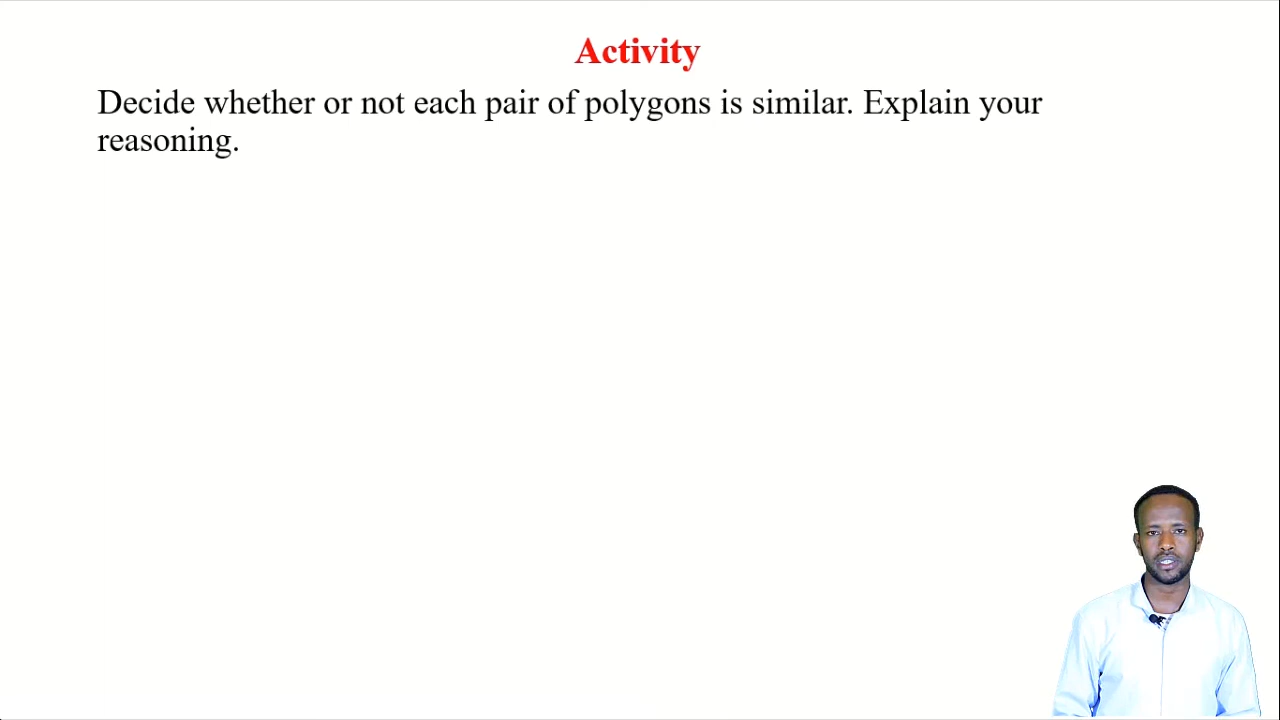 Activity
Decide whether or not each pair of polygons is similar. Explain your
reasoning.